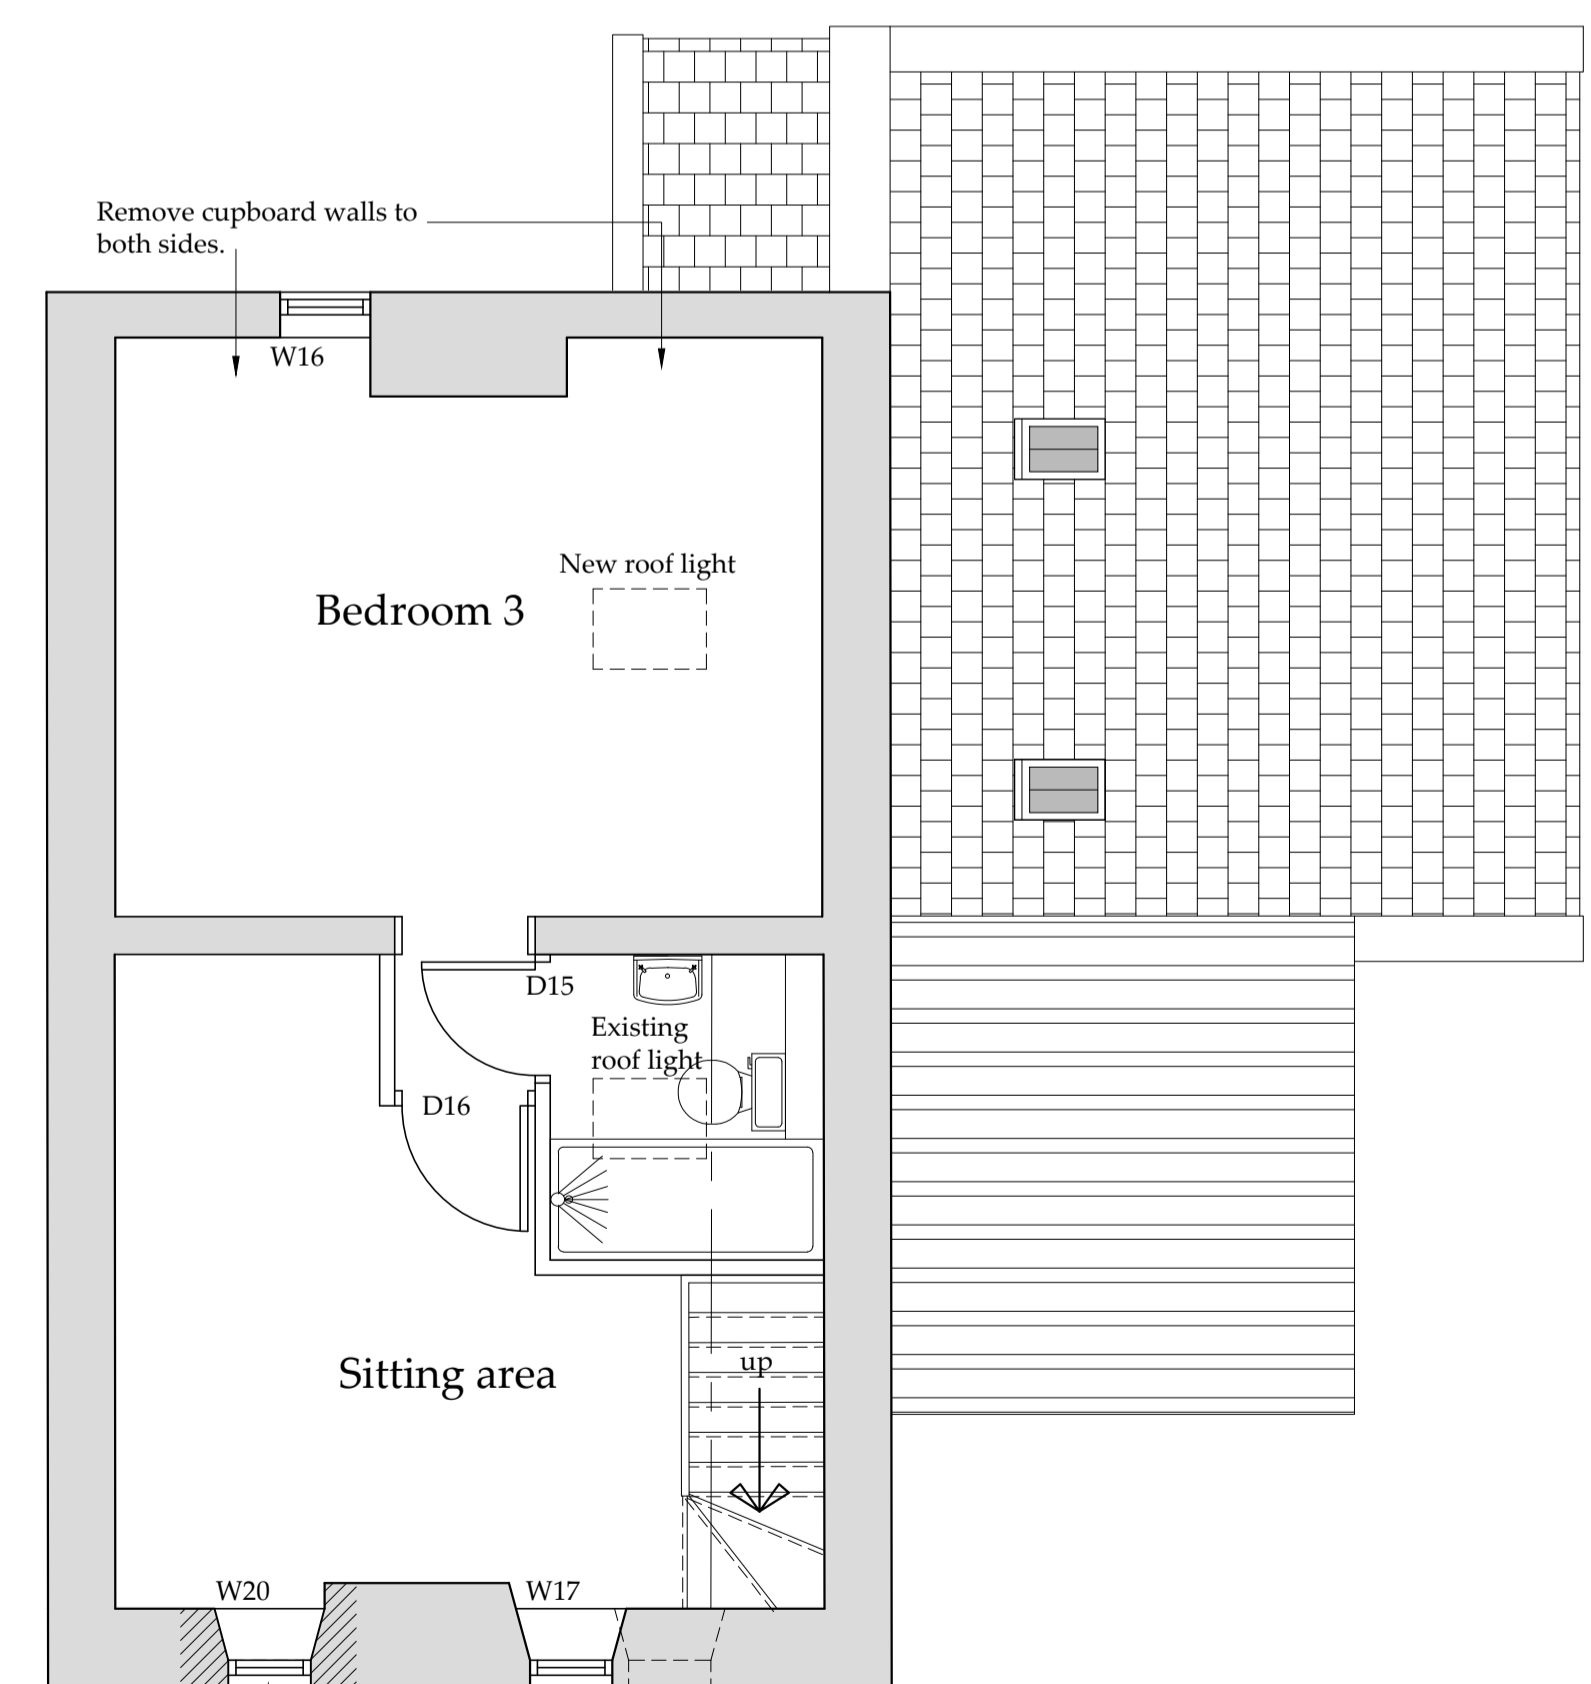 Remove cupboard walls to
both sides.
W16
New roof light
Bedroom 3
D15
Existing
roof light
D16
up
Sitting area
W20
W17